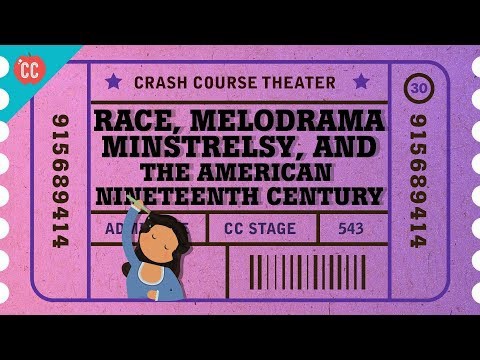 CC
CRASH COURSE THEATER
30
RACE, MELODRAMA
MINSTRELSY, AND
THE AMERICAN
NINETEENTH CENTURY
CC STAGE
543
915689414
915689414